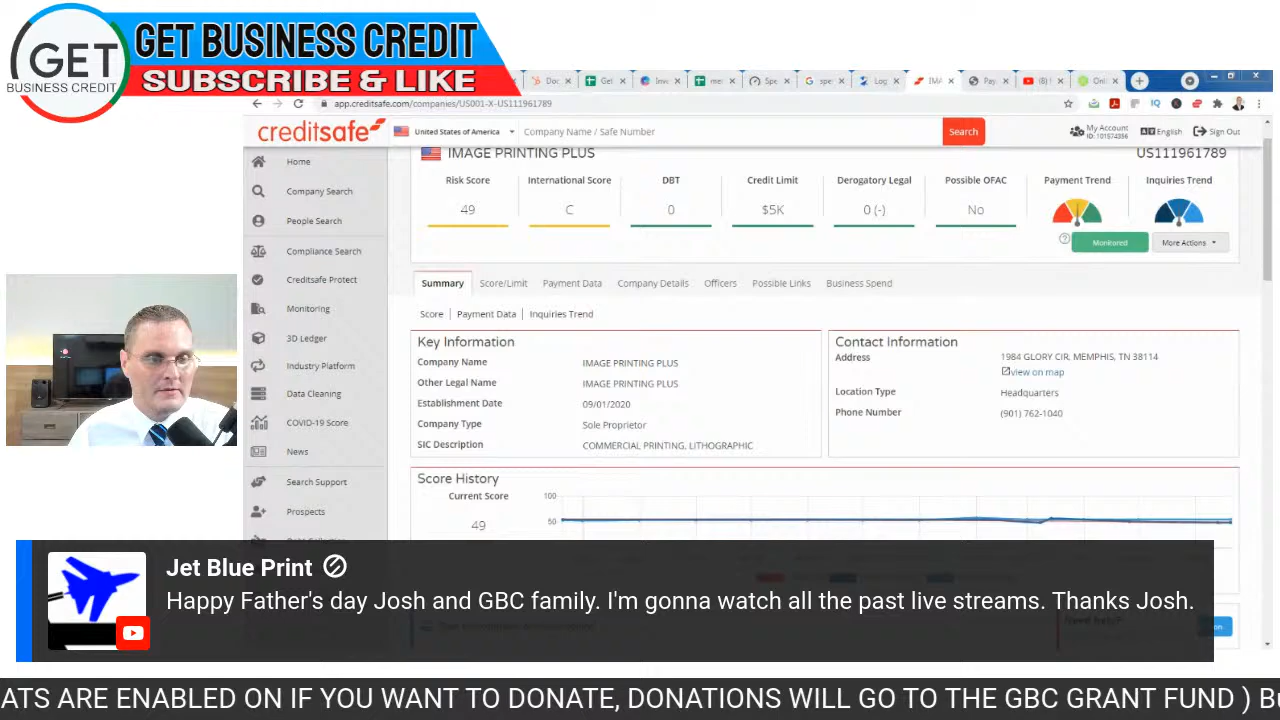 GET
BUSINESS CREDIT
GET BUSINESS CREDIT
SUBSCRIBE & LIKE
app.creditsafe.com/companies/US001-X-US111961789
creditsafe
United States of America
Company Name / Safe Number
Search
My Account
ID: 101574356
English
Sign Out
Home
Company Search
People Search
Compliance Search
Creditsafe Protect
Monitoring
3D Ledger
Industry Platform
Data Cleaning
COVID-19 Score
News
Search Support
Prospects
IMAGE PRINTING PLUS
US111961789
Risk Score
49
International Score
C
DBT
0
Credit Limit
$5K
Derogatory Legal
0 (-)
Possible OFAC
No
Payment Trend
Inquiries Trend
Monitored
More Actions
Summary
Score/Limit
Payment Data
Company Details
Officers
Possible Links
Business Spend
Score
Payment Data
Inquiries Trend
Key Information
Company Name IMAGE PRINTING PLUS
Other Legal Name IMAGE PRINTING PLUS
Establishment Date 09/01/2020
Company Type Sole Proprietor
SIC Description COMMERCIAL PRINTING, LITHOGRAPHIC
Contact Information
Address 1984 GLORY CIR, MEMPHIS, TN 38114
view on map
Location Type Headquarters
Phone Number (901) 762-1040
Score History
Current Score
49
100
50
Jet Blue Print
Happy Father's day Josh and GBC family. I'm gonna watch all the past live streams. Thanks Josh.
ATS ARE ENABLED ON IF YOU WANT TO DONATE, DONATIONS WILL GO TO THE GBC GRANT FUND ) B